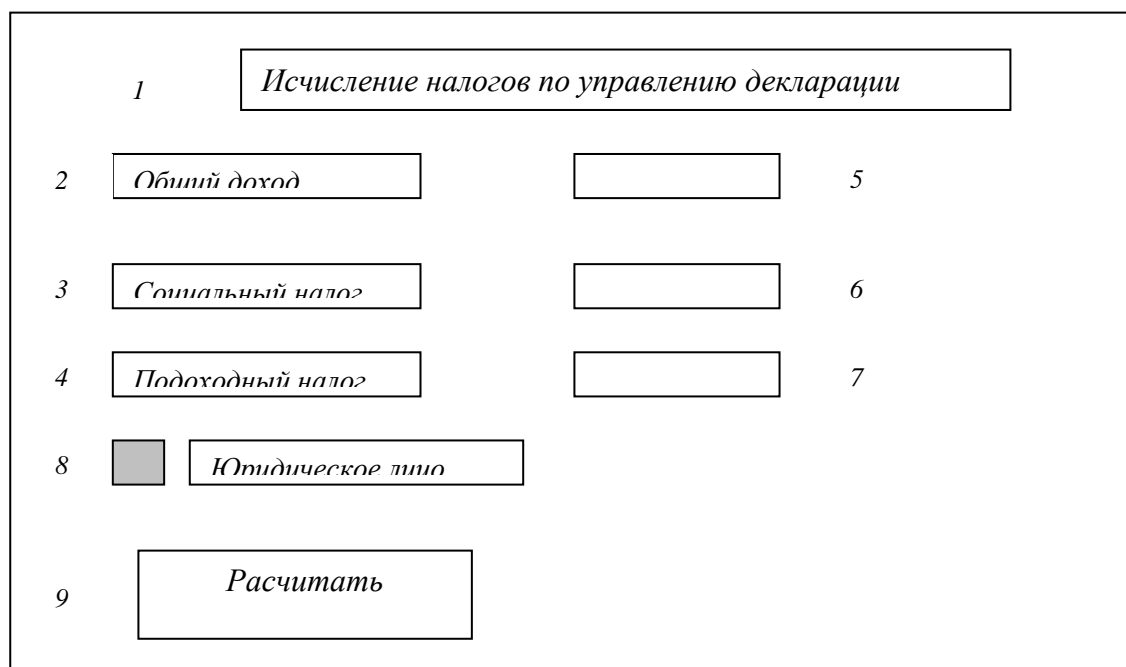 1 Исчисление налогов по управлению декларации
2 Общий доход 5
3 Социальный налог 6
4 Подоходный налог 7
8 Юридическое лицо
9 Расчитать